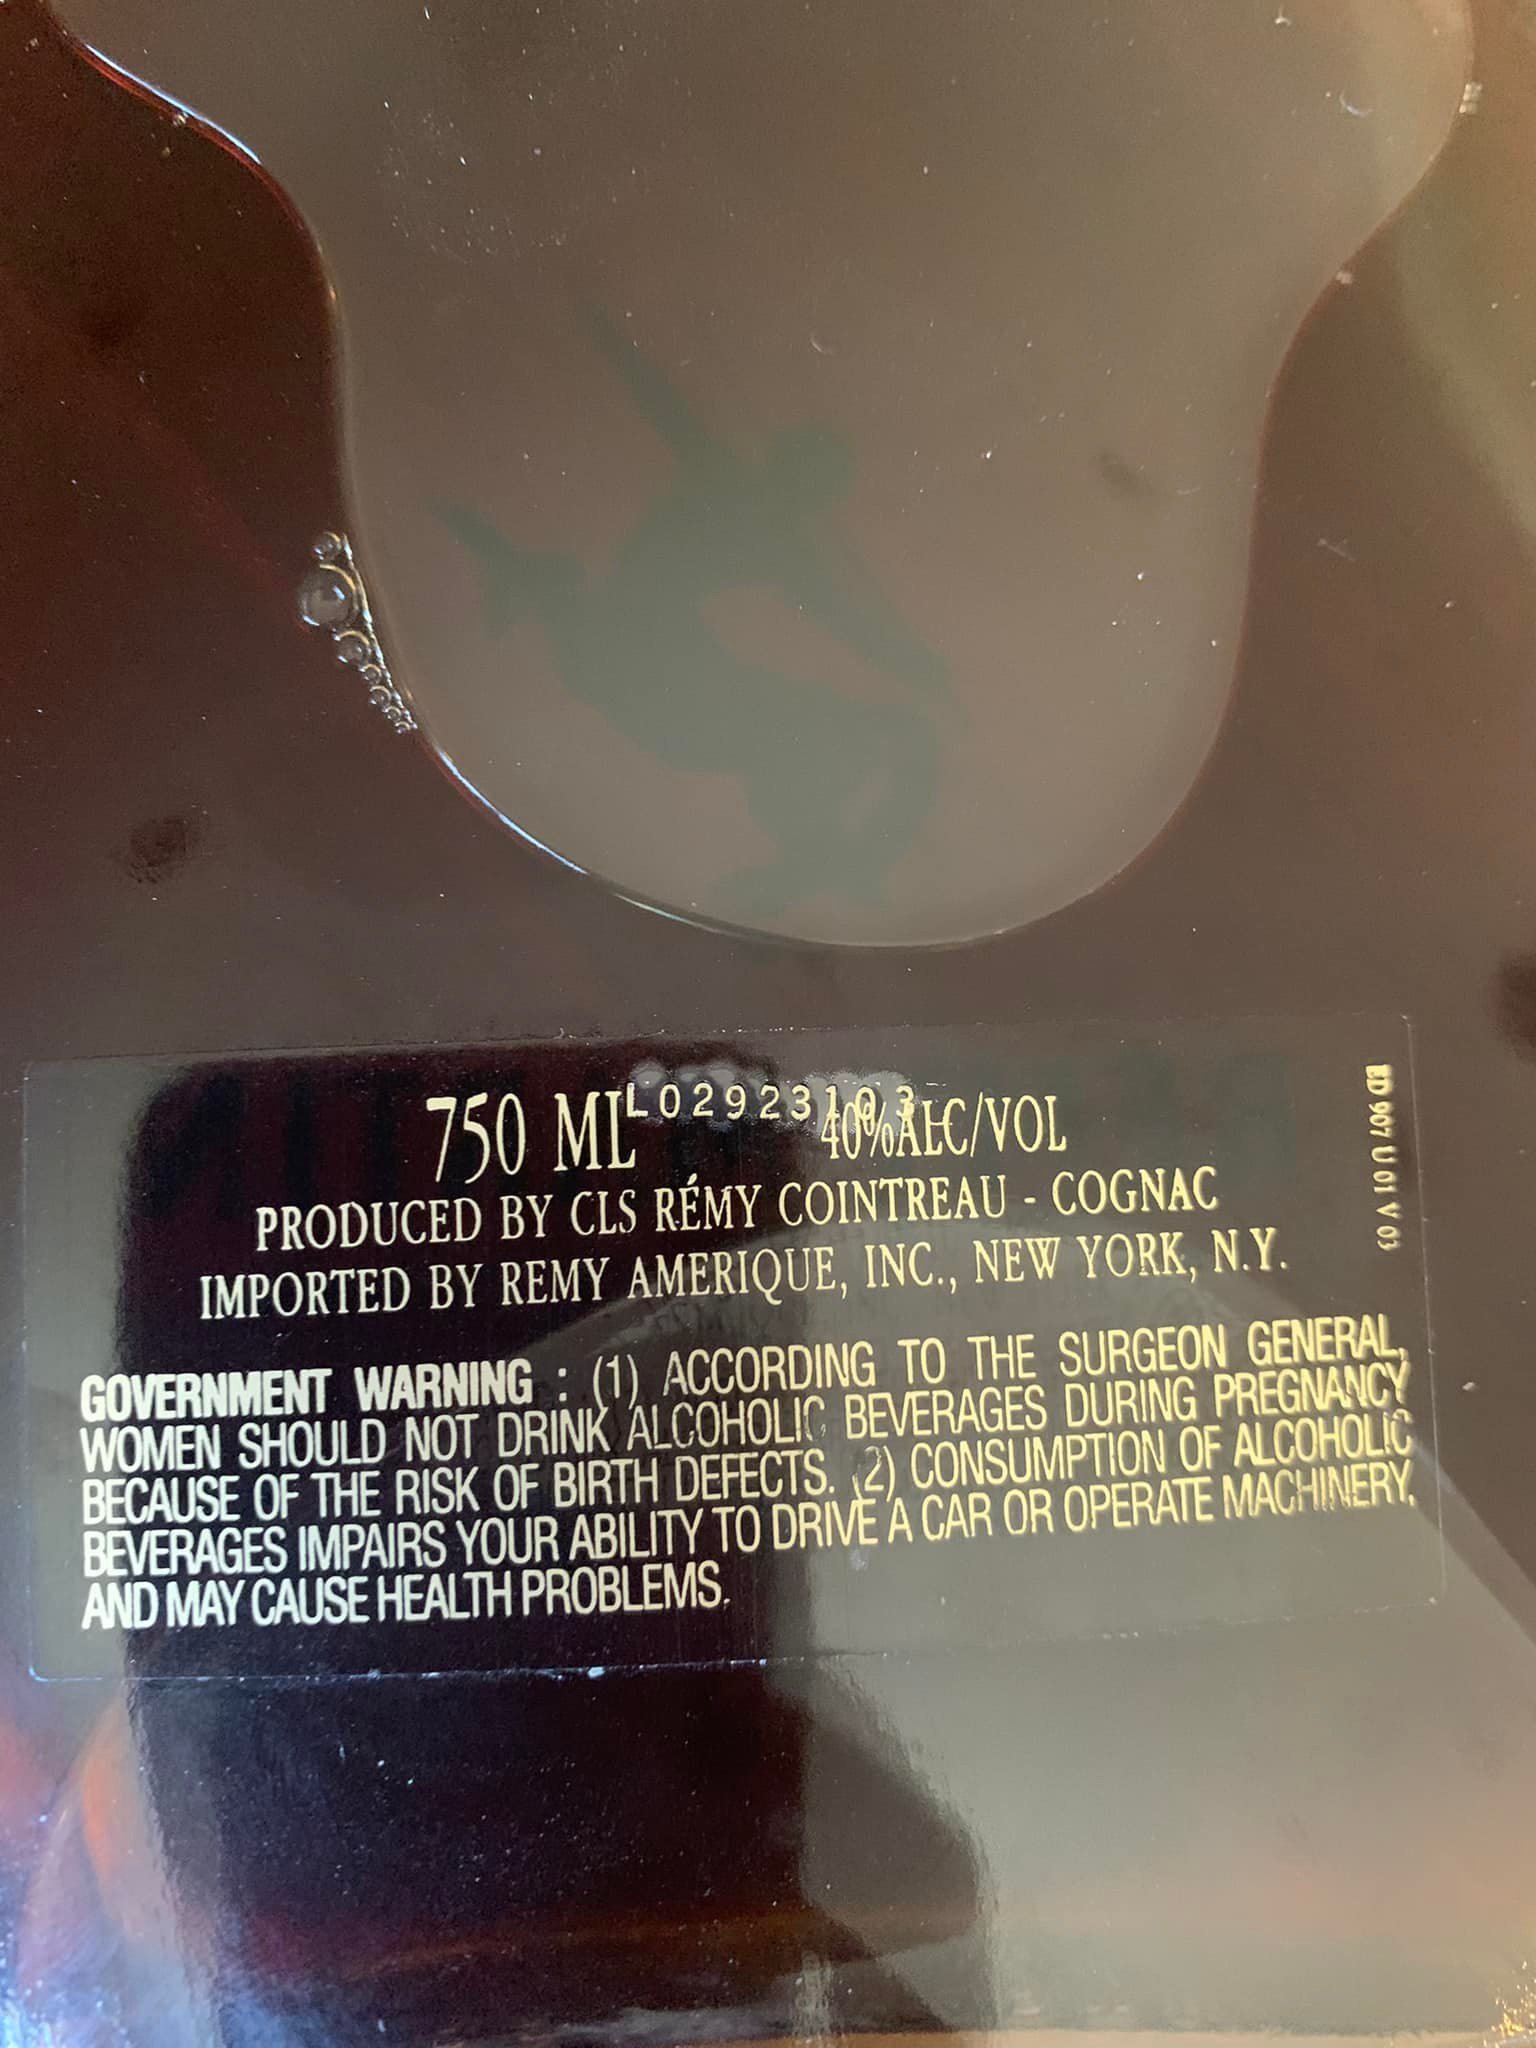 L02923103
750 ML 40%ALC/VOL
PRODUCED BY CLS RÉMY COINTREAU - COGNAC
IMPORTED BY REMY AMERIQUE, INC., NEW YORK, N.Y.
GOVERNMENT WARNING : (1) ACCORDING TO THE SURGEON GENERAL,
WOMEN SHOULD NOT DRINK ALCOHOLIC BEVERAGES DURING PREGNANCY
BECAUSE OF THE RISK OF BIRTH DEFECTS. (2) CONSUMPTION OF ALCOHOLIC
BEVERAGES IMPAIRS YOUR ABILITY TO DRIVE A CAR OR OPERATE MACHINERY,
AND MAY CAUSE HEALTH PROBLEMS.
907 U 01 V 03